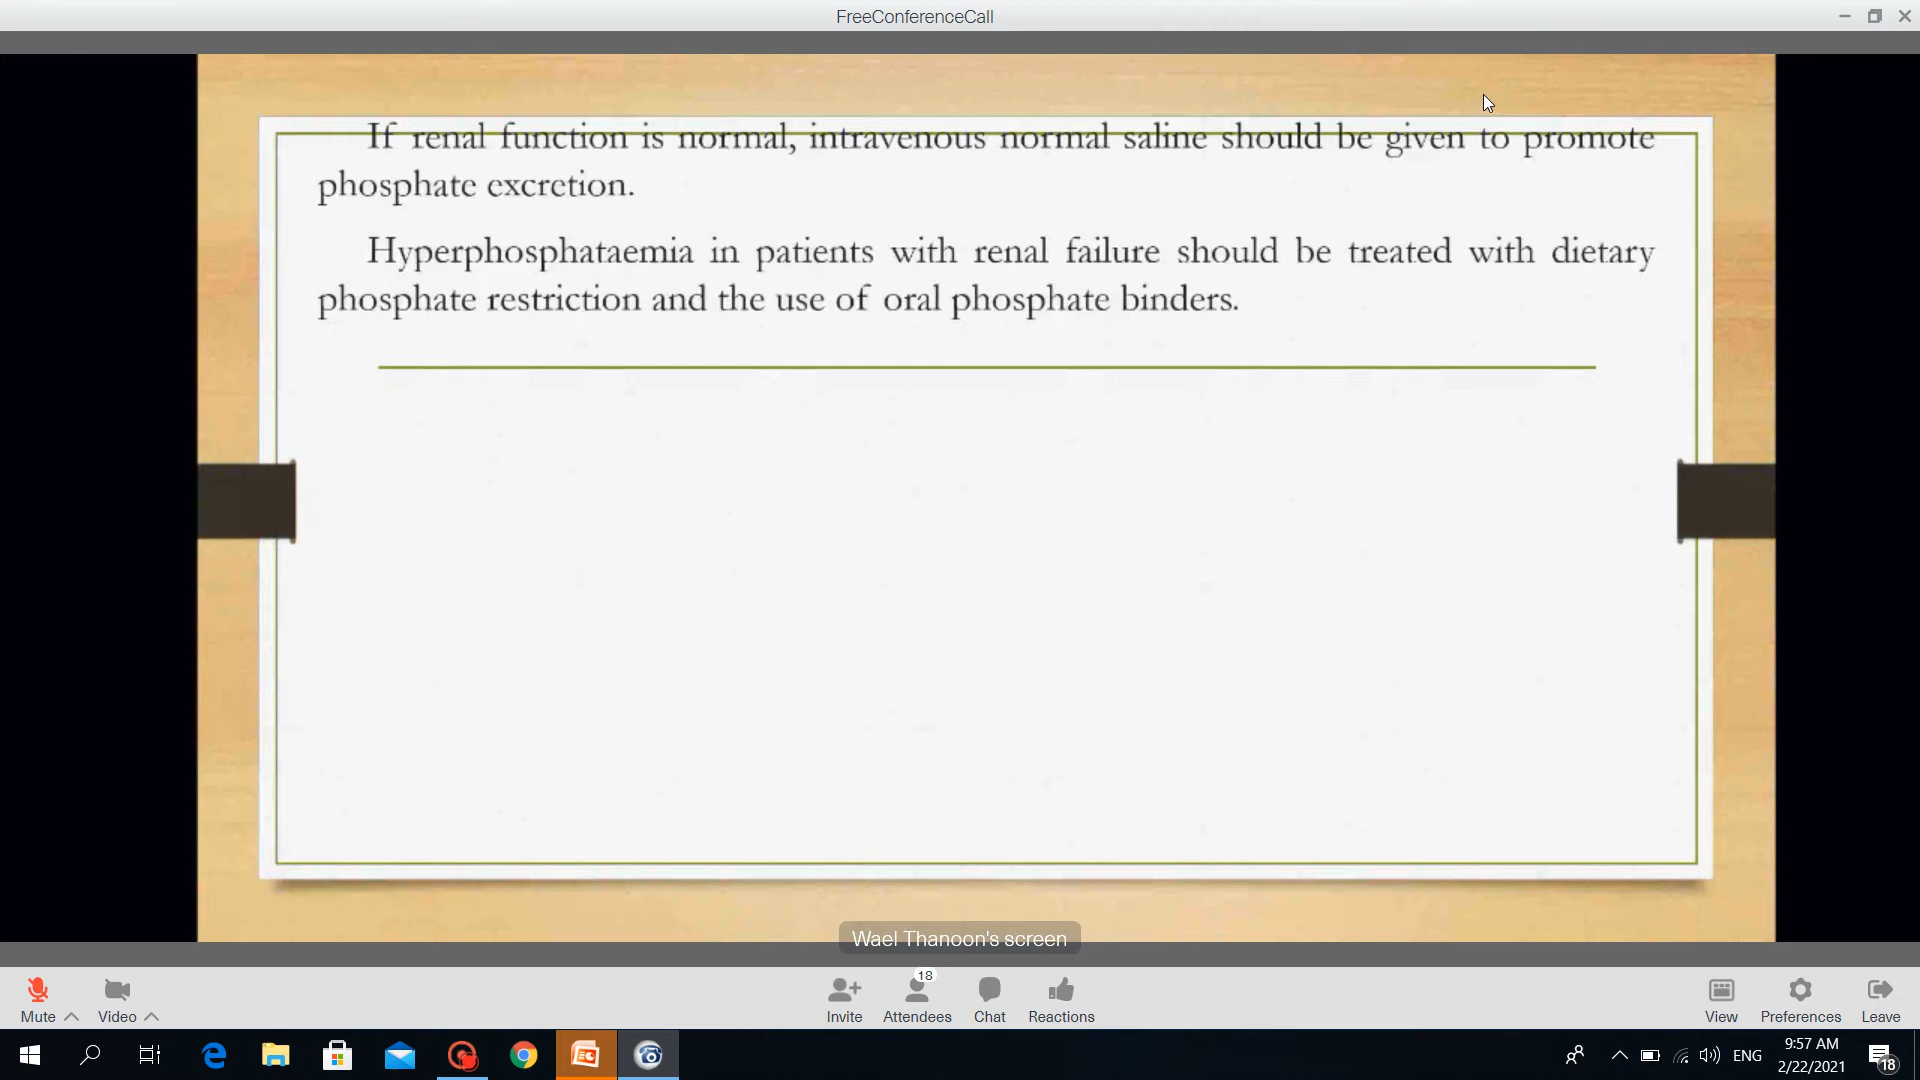 FreeConferenceCall
If renal function is normal, intravenous normal saline should be given to promote
phosphate excretion.
Hyperphosphataemia in patients with renal failure should be treated with dietary
phosphate restriction and the use of oral phosphate binders.
Wael Thanoon's screen
18
Mute
Video
Invite
Attendees
Chat
Reactions
View
Preferences
Leave
ENG
9:57 AM
2/22/2021
18